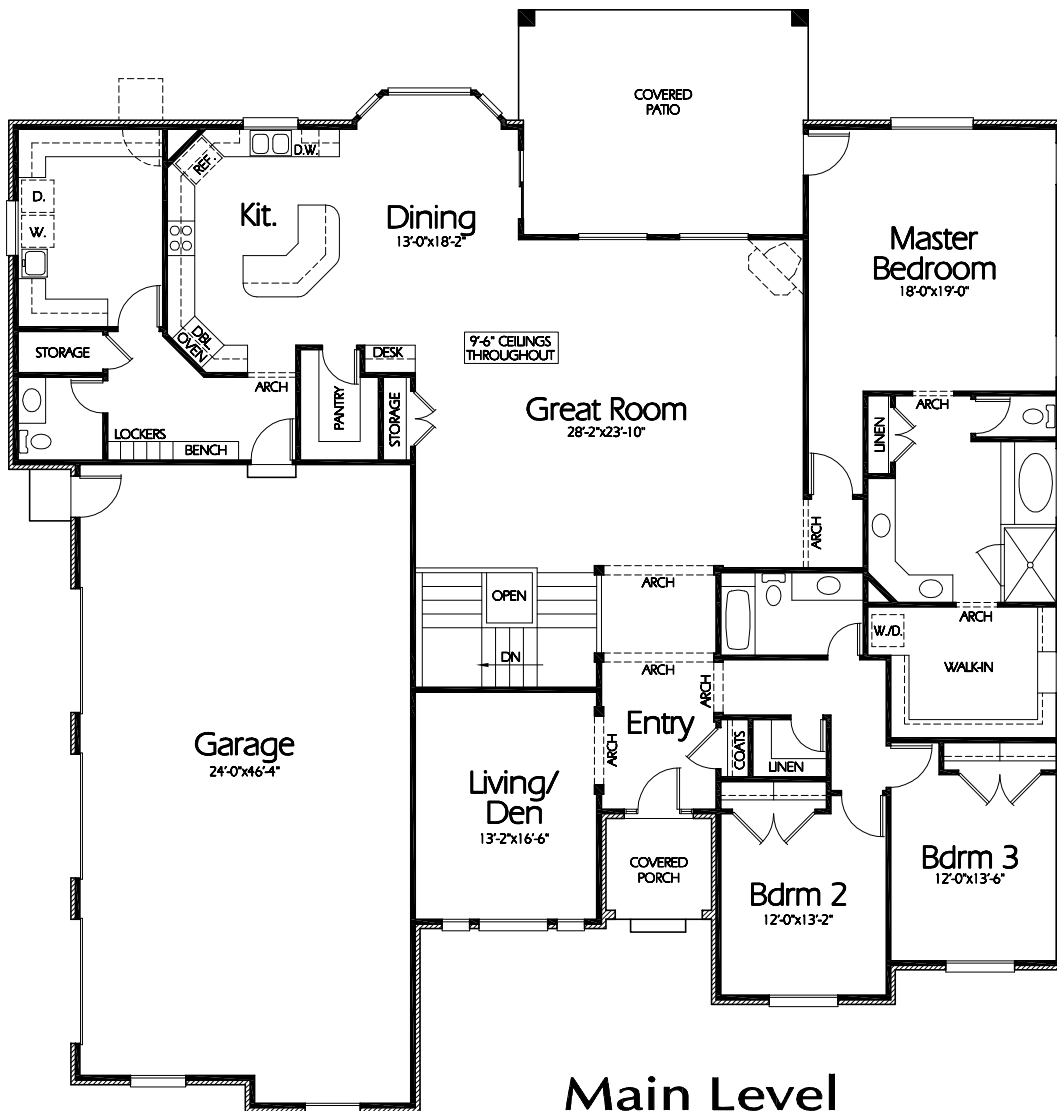 COVERED
PATIO
REF.
D.W.
D.
W.
Kit.
Dining
13'-0"x18'-2"
Master
Bedroom
18'-0"x19'-0"
DBL.
OVEN
STORAGE
ARCH
DESK
9'-6" CEILINGS
THROUGHOUT
PANTRY
STORAGE
Great Room
28'-2"x23'-10"
LOCKERS
BENCH
ARCH
LINEN
ARCH
ARCH
OPEN
DN
ARCH
ARCH
ARCH
W./D.
WALK-IN
Garage
24'-0"x46'-4"
Entry
ARCH
COATS
LINEN
Living/
Den
13'-2"x16'-6"
COVERED
PORCH
Bdrm 2
12'-0"x13'-2"
Bdrm 3
12'-0"x13'-6"
Main Level